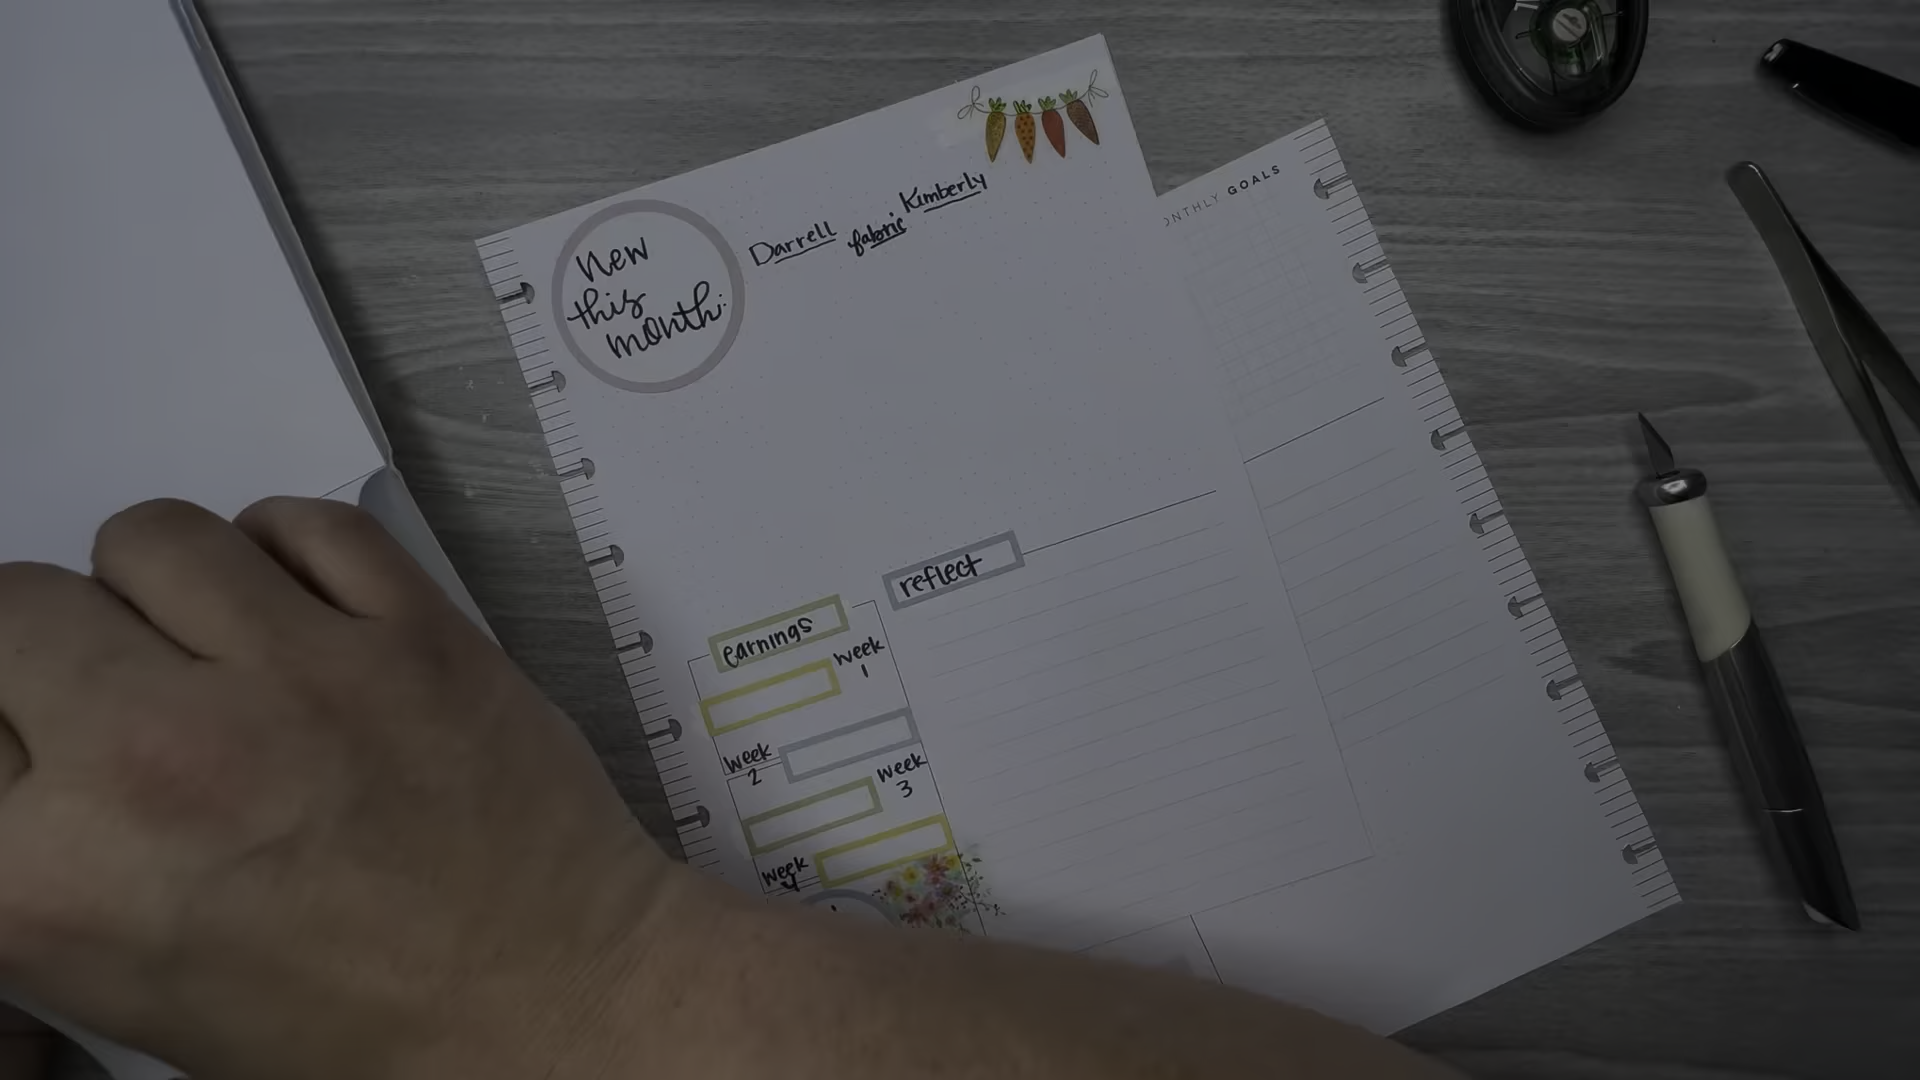 New
this
month:
Darrell
fabric
Kimberly
ONTHLY GOALS
reflect
earnings
week
1
week
2
week
3
week
4